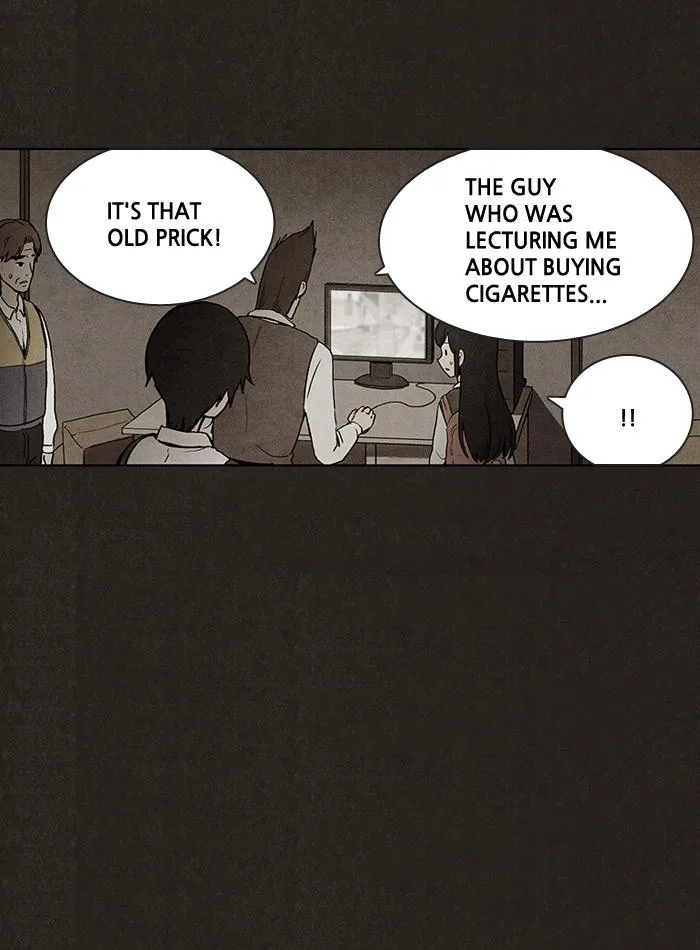 IT'S THAT
OLD PRICK!
THE GUY
WHO WAS
LECTURING ME
ABOUT BUYING
CIGARETTES...
!!